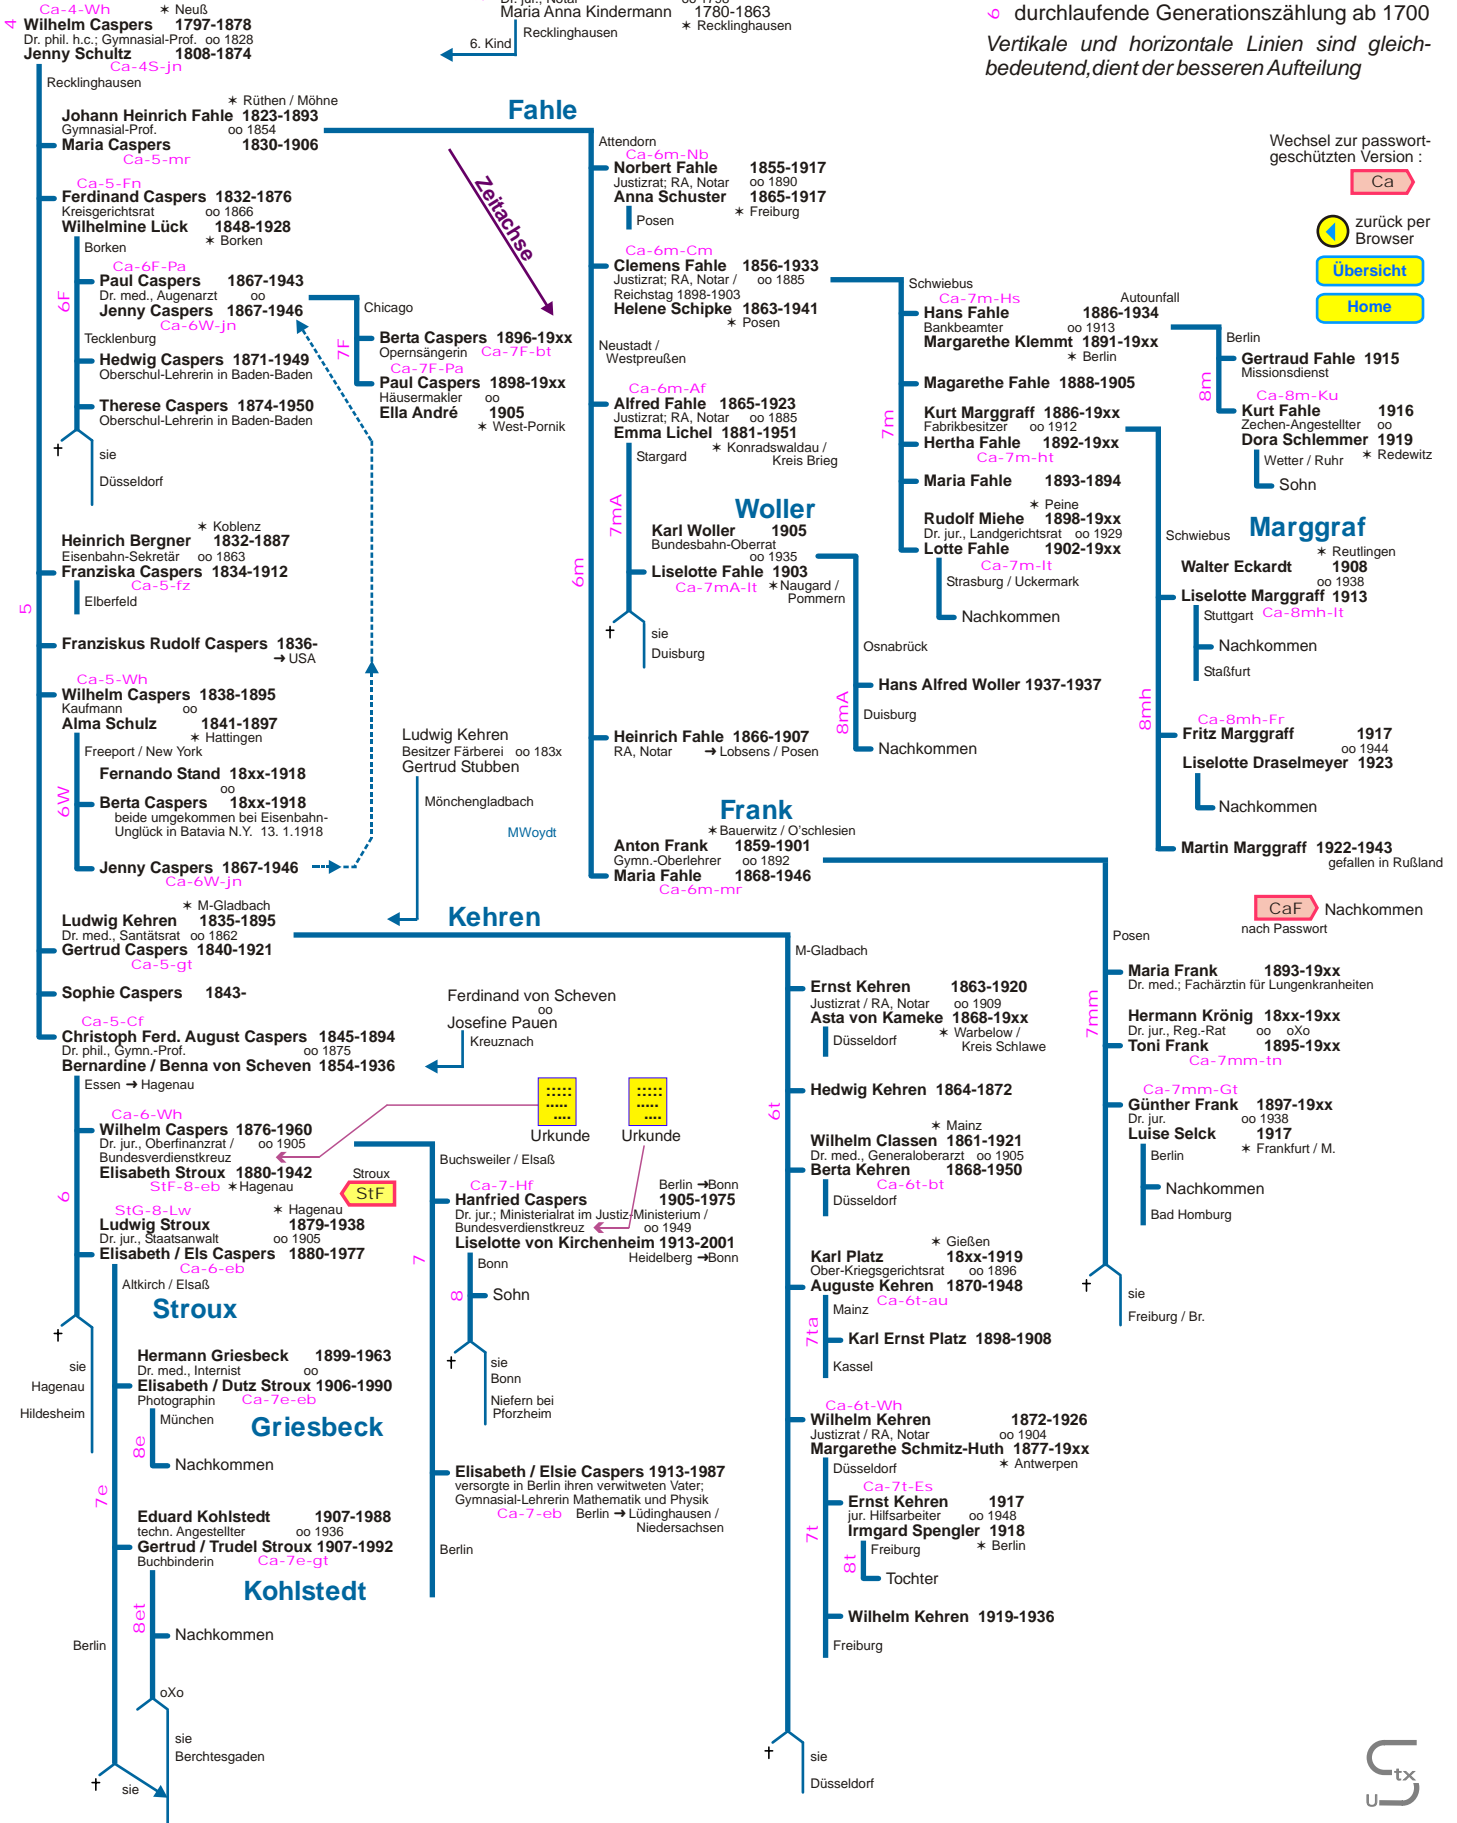 Ca-4-Wh
✶ Neuß
4
Wilhelm Caspers 1797-1878
Dr. phil. h.c.; Gymnasial-Prof. oo 1828
Jenny Schultz 1808-1874
Ca-4S-jn
Recklinghausen
Maria Anna Kindermann 1780-1863
Recklinghausen
✶ Recklinghausen
6. Kind
6 durchlaufende Generationszählung ab 1700
Vertikale und horizontale Linien sind gleich-
bedeutend,dient der besseren Aufteilung
Wechsel zur passwort-
geschützten Version :
Ca
zurück per
Browser
Übersicht
Home
5
✶ Rüthen / Möhne
Johann Heinrich Fahle 1823-1893
Gymnasial-Prof. oo 1854
Maria Caspers 1830-1906
Ca-5-mr
Ca-5-Fn
Ferdinand Caspers 1832-1876
Kreisgerichtsrat oo 1866
Wilhelmine Lück 1848-1928
✶ Borken
Borken
6F
Ca-6F-Pa
Paul Caspers 1867-1943
Dr. med., Augenarzt oo
Jenny Caspers 1867-1946
Ca-6W-jn
Tecklenburg
Hedwig Caspers 1871-1949
Oberschul-Lehrerin in Baden-Baden
Therese Caspers 1874-1950
Oberschul-Lehrerin in Baden-Baden
✝
sie
Düsseldorf
Chicago
7F
Berta Caspers 1896-19xx
Opernsängerin Ca-7F-bt
Ca-7F-Pa
Paul Caspers 1898-19xx
Häusermakler oo
Ella André 1905
✶ West-Pornik
Zeitachse
✶ Koblenz
Heinrich Bergner 1832-1887
Eisenbahn-Sekretär oo 1863
Franziska Caspers 1834-1912
Ca-5-fz
Elberfeld
Franziskus Rudolf Caspers 1836-
→ USA
Ca-5-Wh
Wilhelm Caspers 1838-1895
Kaufmann oo
Alma Schulz 1841-1897
✶ Hattingen
Freeport / New York
6W
Fernando Stand 18xx-1918
oo
Berta Caspers 18xx-1918
beide umgekommen bei Eisenbahn-
Unglück in Batavia N.Y. 13. 1.1918
Jenny Caspers 1867-1946
Ca-6W-jn
Ludwig Kehren
Besitzer Färberei oo 183x
Gertrud Stubben
Mönchengladbach
MWoydt
✶ M-Gladbach
Ludwig Kehren 1835-1895
Dr. med., Santätsrat oo 1862
Gertrud Caspers 1840-1921
Ca-5-gt
Sophie Caspers 1843-
Ca-5-Cf
Christoph Ferd. August Caspers 1845-1894
Dr. phil., Gymn.-Prof. oo 1875
Bernardine / Benna von Scheven 1854-1936
Essen → Hagenau
Ferdinand von Scheven
oo
Josefine Pauen
Kreuznach
Urkunde
Urkunde
6
Ca-6-Wh
Wilhelm Caspers 1876-1960
Dr. jur., Oberfinanzrat / oo 1905
Bundesverdienstkreuz
Elisabeth Stroux 1880-1942
StF-8-eb ✶Hagenau
Stroux
StF
StG-8-Lw
✶ Hagenau
Ludwig Stroux 1879-1938
Dr. jur., Staatsanwalt oo 1905
Elisabeth / Els Caspers 1880-1977
Ca-6-eb
Altkirch / Elsaß
Stroux
✝
sie
Hagenau
Hildesheim
7e
Hermann Griesbeck 1899-1963
Dr. med., Internist oo
Elisabeth / Dutz Stroux 1906-1990
Photographin Ca-7e-eb
München
Griesbeck
8e
Nachkommen
Eduard Kohlstedt 1907-1988
techn. Angestellter oo 1936
Gertrud / Trudel Stroux 1907-1992
Buchbinderin Ca-7e-gt
Kohlstedt
8et
Nachkommen
Berlin
oXo
sie
Berchtesgaden
✝
sie
Buchsweiler / Elsaß
7
Ca-7-Hf
Berlin →Bonn
Hanfried Caspers 1905-1975
Dr. jur.; Ministerialrat im Justiz-Ministerium /
Bundesverdienstkreuz oo 1949
Liselotte von Kirchenheim 1913-2001
Heidelberg →Bonn
Bonn
8
Sohn
✝
sie
Bonn
Niefern bei
Pforzheim
Elisabeth / Elsie Caspers 1913-1987
versorgte in Berlin ihren verwitweten Vater;
Gymnasial-Lehrerin Mathematik und Physik
Ca-7-eb Berlin → Lüdinghausen /
Niedersachsen
Berlin
Fahle
Attendorn
6m
Ca-6m-Nb
Norbert Fahle 1855-1917
Justizrat; RA, Notar oo 1890
Anna Schuster 1865-1917
✶ Freiburg
Posen
Ca-6m-Cm
Clemens Fahle 1856-1933
Justizrat; RA, Notar / oo 1885
Reichstag 1898-1903
Helene Schipke 1863-1941
✶ Posen
Neustadt /
Westpreußen
Ca-6m-Af
Alfred Fahle 1865-1923
Justizrat; RA, Notar oo 1885
Emma Lichel 1881-1951
✶ Konradswaldau /
Kreis Brieg
Stargard
7mA
Woller
Karl Woller 1905
Bundesbahn-Oberrat
oo 1935
Liselotte Fahle 1903
Ca-7mA-lt ✶Naugard /
Pommern
✝
sie
Duisburg
Osnabrück
8mA
Hans Alfred Woller 1937-1937
Duisburg
Nachkommen
Heinrich Fahle 1866-1907
RA, Notar → Lobsens / Posen
Frank
✶Bauerwitz / O'schlesien
Anton Frank 1859-1901
Gymn.-Oberlehrer oo 1892
Maria Fahle 1868-1946
Ca-6m-mr
Schwiebus
7m
Ca-7m-Hs
Autounfall
Hans Fahle 1886-1934
Bankbeamter oo 1913
Margarethe Klemmt 1891-19xx
✶ Berlin
Magarethe Fahle 1888-1905
Kurt Marggraff 1886-19xx
Fabrikbesitzer oo 1912
Hertha Fahle 1892-19xx
Ca-7m-ht
Maria Fahle 1893-1894
✶ Peine
Rudolf Miehe 1898-19xx
Dr. jur., Landgerichtsrat oo 1929
Lotte Fahle 1902-19xx
Ca-7m-lt
Strasburg / Uckermark
Nachkommen
Berlin
8m
Gertraud Fahle 1915
Missionsdienst
Ca-8m-Ku
Kurt Fahle 1916
Zechen-Angestellter oo
Dora Schlemmer 1919
Wetter / Ruhr ✶ Redewitz
Sohn
Marggraf
Schwiebus
8mh
✶ Reutlingen
Walter Eckardt 1908
oo 1938
Liselotte Marggraff 1913
Stuttgart Ca-8mh-lt
Nachkommen
Staßfurt
Ca-8mh-Fr
Fritz Marggraff 1917
oo 1944
Liselotte Draselmeyer 1923
Nachkommen
Martin Marggraff 1922-1943
gefallen in Rußland
CaF Nachkommen
nach Passwort
Kehren
M-Gladbach
6t
Ernst Kehren 1863-1920
Justizrat / RA, Notar oo 1909
Asta von Kameke 1868-19xx
Düsseldorf ✶ Warbelow /
Kreis Schlawe
Hedwig Kehren 1864-1872
✶ Mainz
Wilhelm Classen 1861-1921
Dr. med., Generaloberarzt oo 1905
Berta Kehren 1868-1950
Ca-6t-bt
Düsseldorf
✶ Gießen
Karl Platz 18xx-1919
Ober-Kriegsgerichtsrat oo 1896
Auguste Kehren 1870-1948
Ca-6t-au
Mainz
7ta
Karl Ernst Platz 1898-1908
Kassel
Ca-6t-Wh
Wilhelm Kehren 1872-1926
Justizrat / RA, Notar oo 1904
Margarethe Schmitz-Huth 1877-19xx
Düsseldorf ✶ Antwerpen
7t
Ca-7t-Es
Ernst Kehren 1917
jur. Hilfsarbeiter oo 1948
Irmgard Spengler 1918
Freiburg ✶ Berlin
8t
Tochter
Wilhelm Kehren 1919-1936
Freiburg
✝
sie
Düsseldorf
Posen
7mm
Maria Frank 1893-19xx
Dr. med.; Fachärztin für Lungenkranheiten
Hermann Krönig 18xx-19xx
Dr. jur., Reg.-Rat oo oXo
Toni Frank 1895-19xx
Ca-7mm-tn
Ca-7mm-Gt
Günther Frank 1897-19xx
Dr. jur. oo 1938
Luise Selck 1917
Berlin ✶ Frankfurt / M.
Nachkommen
Bad Homburg
✝
sie
Freiburg / Br.
U S tx